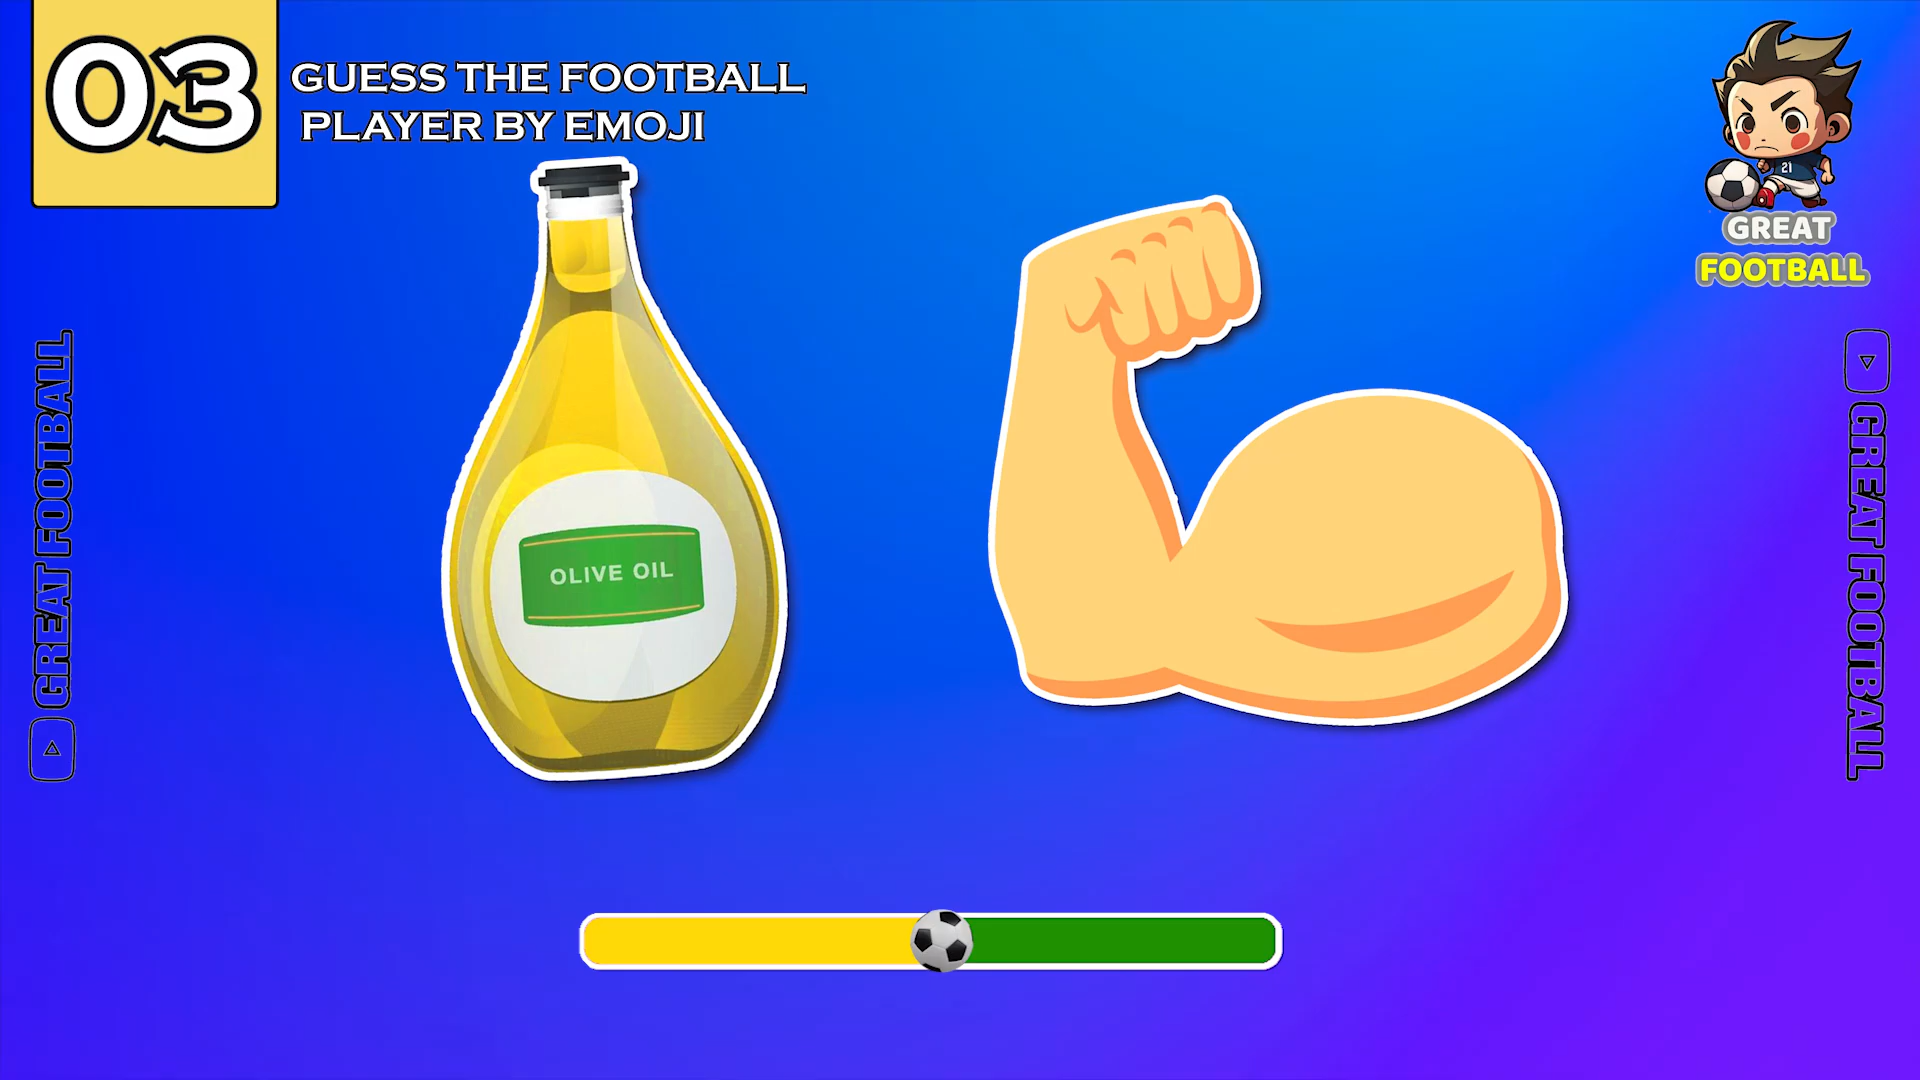 03
GUESS THE FOOTBALL
PLAYER BY EMOJI
21
GREAT
FOOTBALL
GREAT FOOTBALL
OLIVE OIL
GREAT FOOTBALL